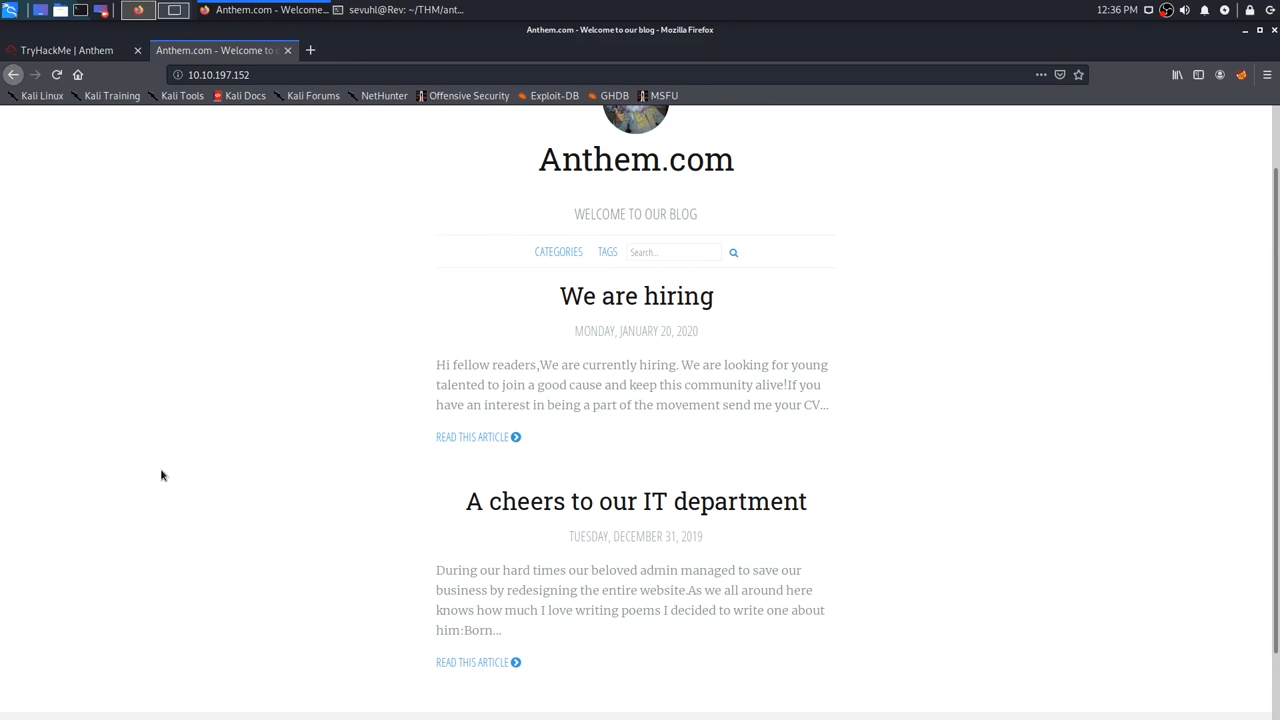 Anthem.com - Welcome...
sevuhl@Rev: ~/THM/ant...
12:36 PM
Anthem.com - Welcome to our blog - Mozilla Firefox
TryHackMe | Anthem
Anthem.com - Welcome to o
10.10.197.152
Kali Linux
Kali Training
Kali Tools
Kali Docs
Kali Forums
NetHunter
Offensive Security
Exploit-DB
GHDB
MSFU
Anthem.com
WELCOME TO OUR BLOG
CATEGORIES
TAGS
Search...
We are hiring
MONDAY, JANUARY 20, 2020
Hi fellow readers,We are currently hiring. We are looking for young
talented to join a good cause and keep this community alive!If you
have an interest in being a part of the movement send me your CV...
READ THIS ARTICLE
A cheers to our IT department
TUESDAY, DECEMBER 31, 2019
During our hard times our beloved admin managed to save our
business by redesigning the entire website.As we all around here
knows how much I love writing poems I decided to write one about
him:Born...
READ THIS ARTICLE